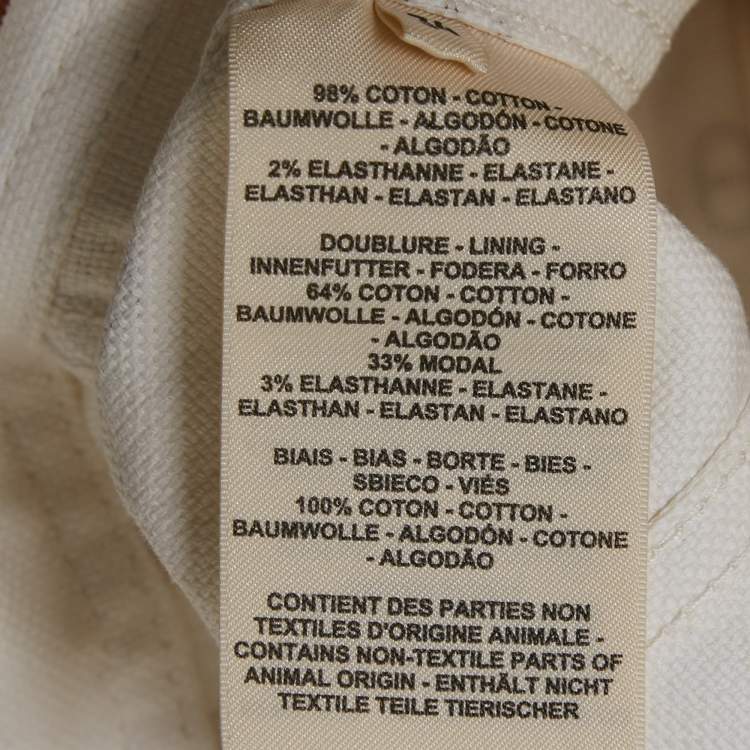 98% COTON - COTTON -
BAUMWOLLE - ALGODÓN - COTONE
- ALGODÃO
2% ELASTHANNE - ELASTANE -
ELASTHAN - ELASTAN - ELASTANO
DOUBLURE - LINING -
INNENFUTTER - FODERA - FORRO
64% COTON - COTTON -
BAUMWOLLE - ALGODÓN - COTONE
- ALGODÃO
33% MODAL
3% ELASTHANNE - ELASTANE -
ELASTHAN - ELASTAN - ELASTANO
BIAIS - BIAS - BORTE - BIES -
SBIECO - VIÉS
100% COTON - COTTON -
BAUMWOLLE - ALGODÓN - COTONE
- ALGODÃO
CONTIENT DES PARTIES NON
TEXTILES D'ORIGINE ANIMALE -
CONTAINS NON-TEXTILE PARTS OF
ANIMAL ORIGIN - ENTHÄLT NICHT
TEXTILE TEILE TIERISCHER